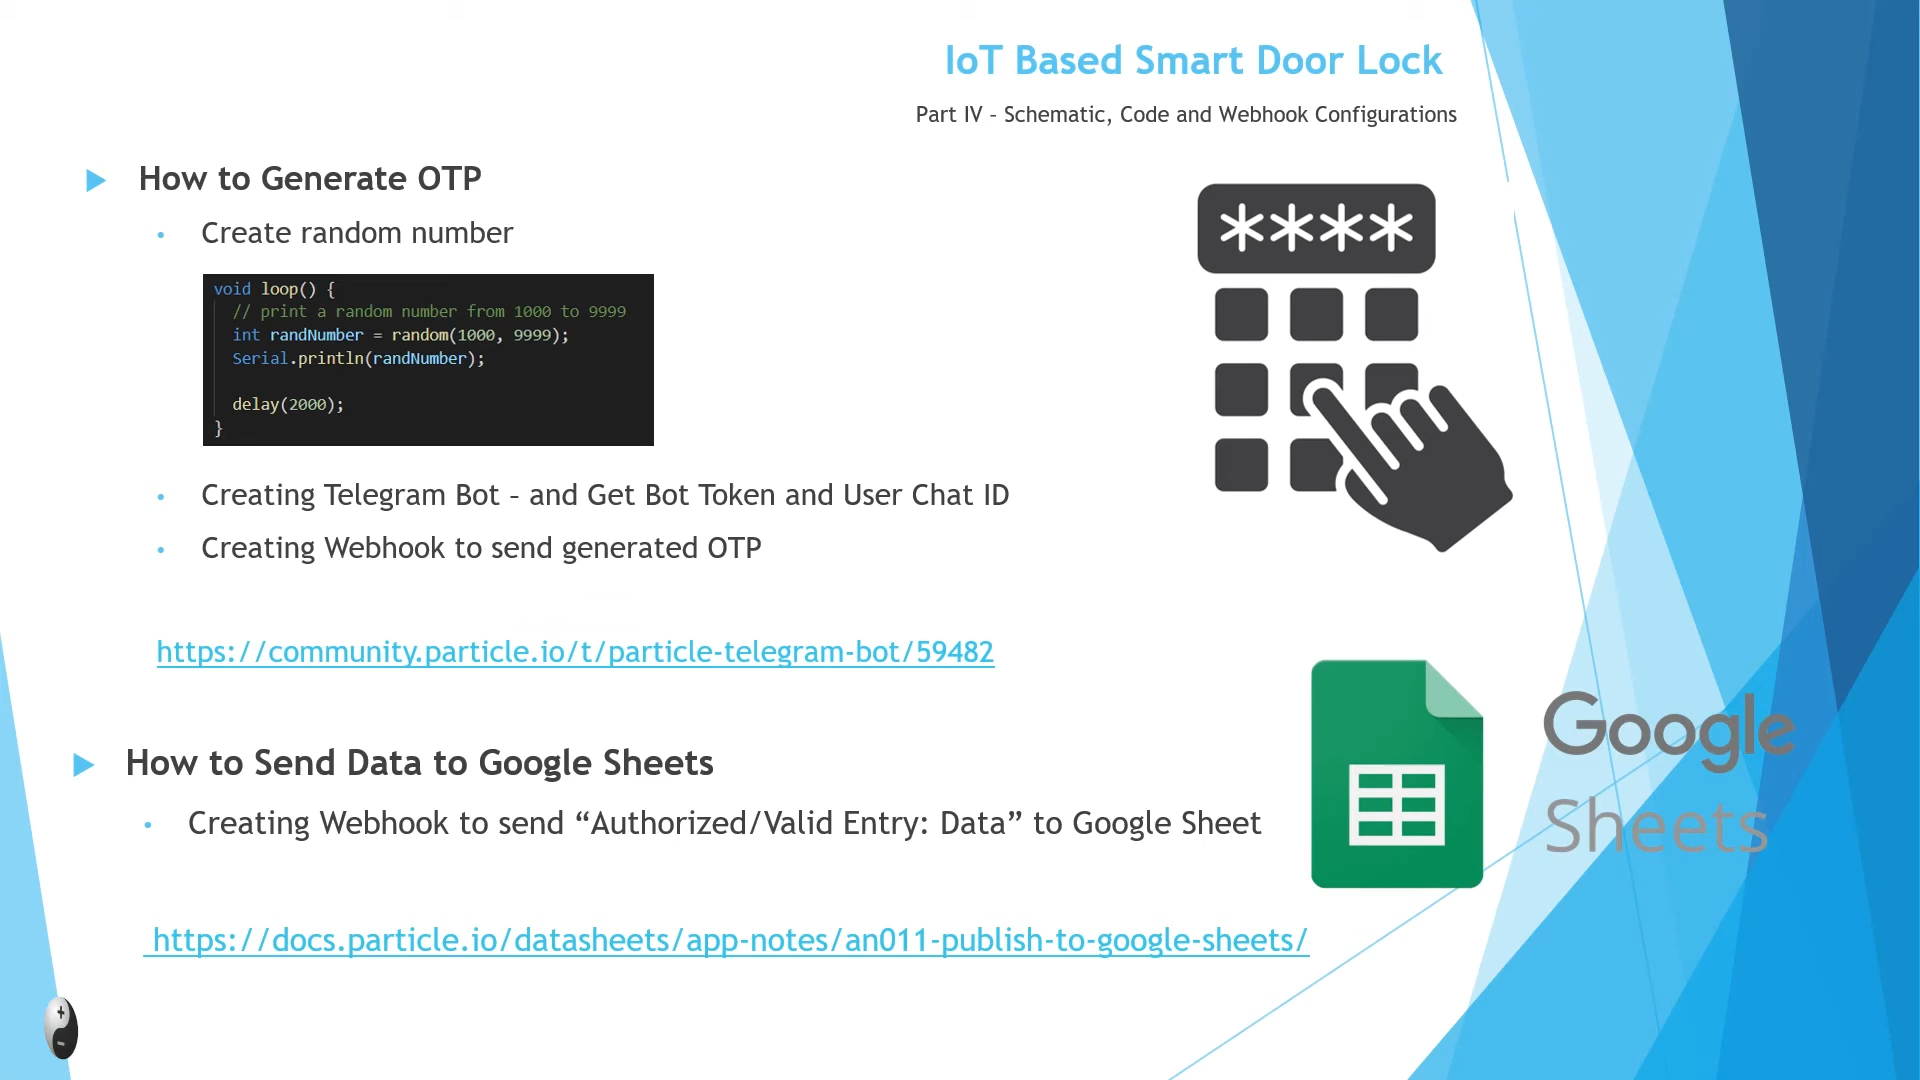 IoT Based Smart Door Lock
Part IV – Schematic, Code and Webhook Configurations
How to Generate OTP
• Create random number
void loop() {
// print a random number from 1000 to 9999
int randNumber = random(1000, 9999);
Serial.println(randNumber);
delay(2000);
}
****
• Creating Telegram Bot – and Get Bot Token and User Chat ID
• Creating Webhook to send generated OTP
https://community.particle.io/t/particle-telegram-bot/59482
How to Send Data to Google Sheets
• Creating Webhook to send “Authorized/Valid Entry: Data” to Google Sheet
https://docs.particle.io/datasheets/app-notes/an011-publish-to-google-sheets/
Google
Sheets
+
-